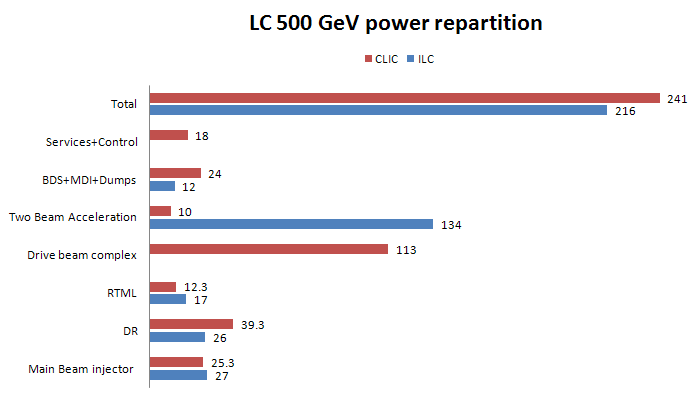 LC 500 GeV power repartition
CLIC ILC
Total 241
216
Services+Control 18
BDS+MDI+Dumps 24
12
Two Beam Acceleration 10
134
Drive beam complex 113
RTML 12.3
17
DR 39.3
26
Main Beam injector 25.3
27